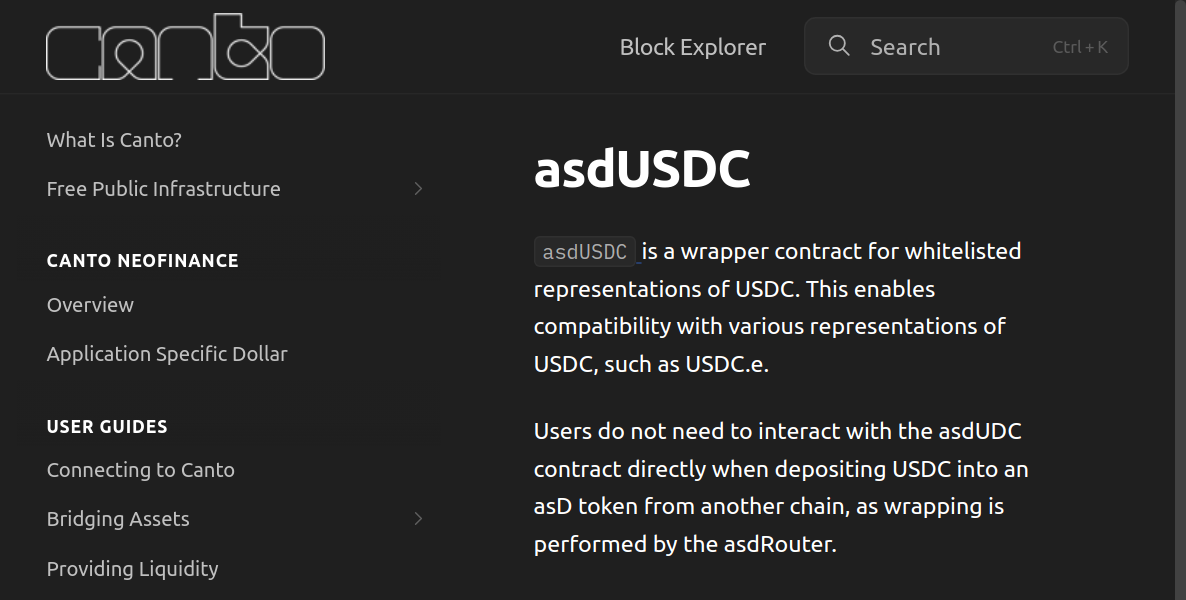 canto
Block Explorer
Search
Ctrl + K
What Is Canto?
Free Public Infrastructure
CANTO NEOFINANCE
Overview
Application Specific Dollar
USER GUIDES
Connecting to Canto
Bridging Assets
Providing Liquidity
asdUSDC
asdUSDC is a wrapper contract for whitelisted
representations of USDC. This enables
compatibility with various representations of
USDC, such as USDC.e.
Users do not need to interact with the asdUDC
contract directly when depositing USDC into an
asD token from another chain, as wrapping is
performed by the asdRouter.